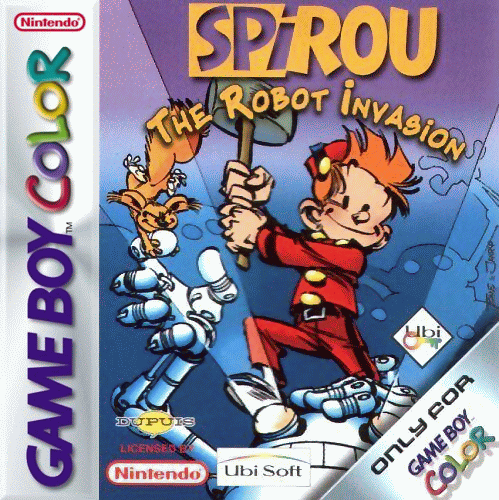 Nintendo
GAME BOY COLOR
TM
SPiROU
THE ROBOT INVASION
Ubi
DUPUIS
LICENSED BY
Nintendo
Ubi Soft
ONLY FOR
GAME BOY
COLOR